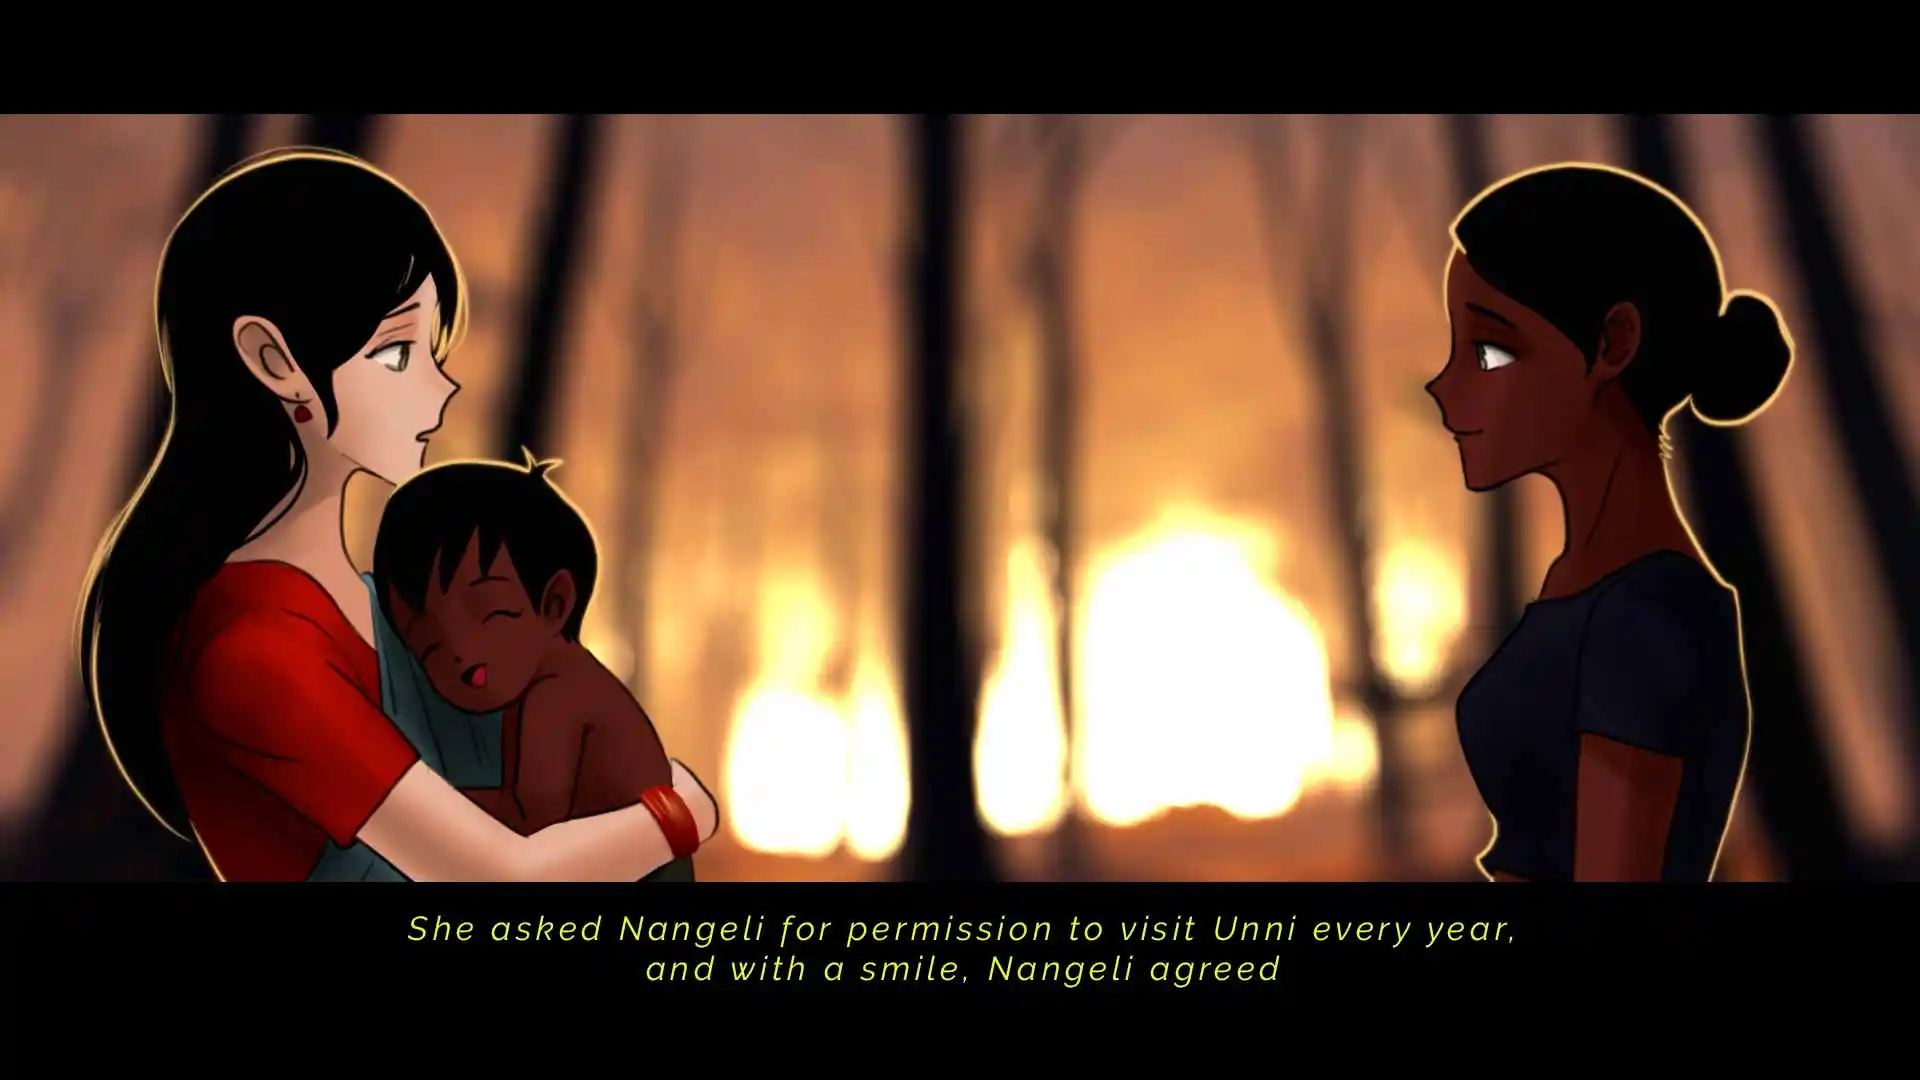 She asked Nangeli for permission to visit Unni every year,
and with a smile, Nangeli agreed